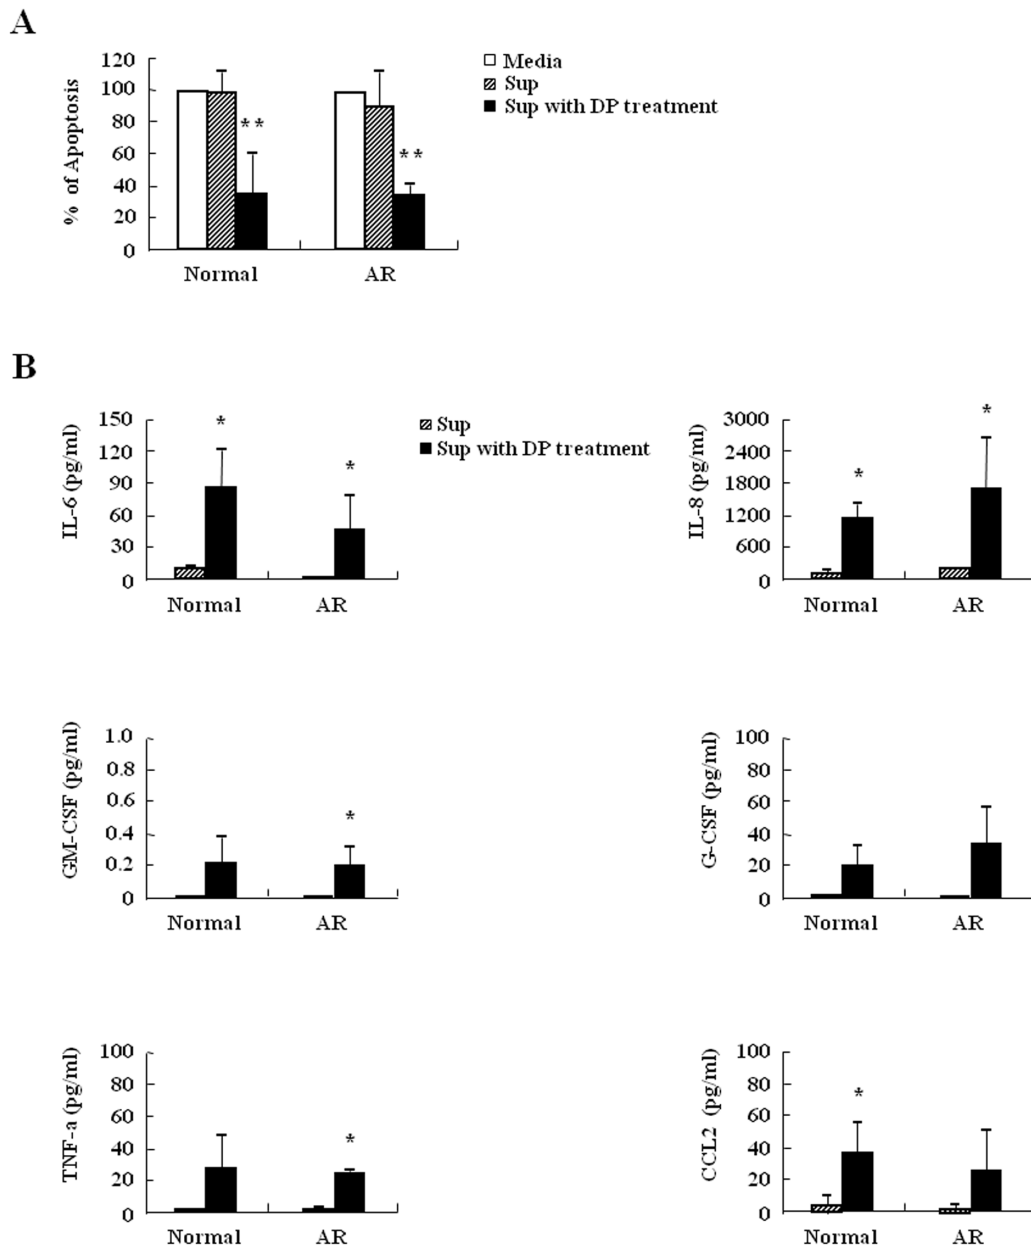 A
% of Apoptosis
120
100
80
60
40
20
0
**
**
Normal
AR
Media
Sup
Sup with DP treatment
B
IL-6 (pg/ml)
150
120
90
60
30
0
*
*
Normal
AR
Sup
Sup with DP treatment
IL-8 (pg/ml)
3000
2400
1800
1200
600
0
*
*
Normal
AR
GM-CSF (pg/ml)
1.0
0.8
0.6
0.4
0.2
0
*
Normal
AR
G-CSF (pg/ml)
100
80
60
40
20
0
Normal
AR
TNF-a (pg/ml)
100
80
60
40
20
0
*
Normal
AR
CCL2 (pg/ml)
100
80
60
40
20
0
*
Normal
AR